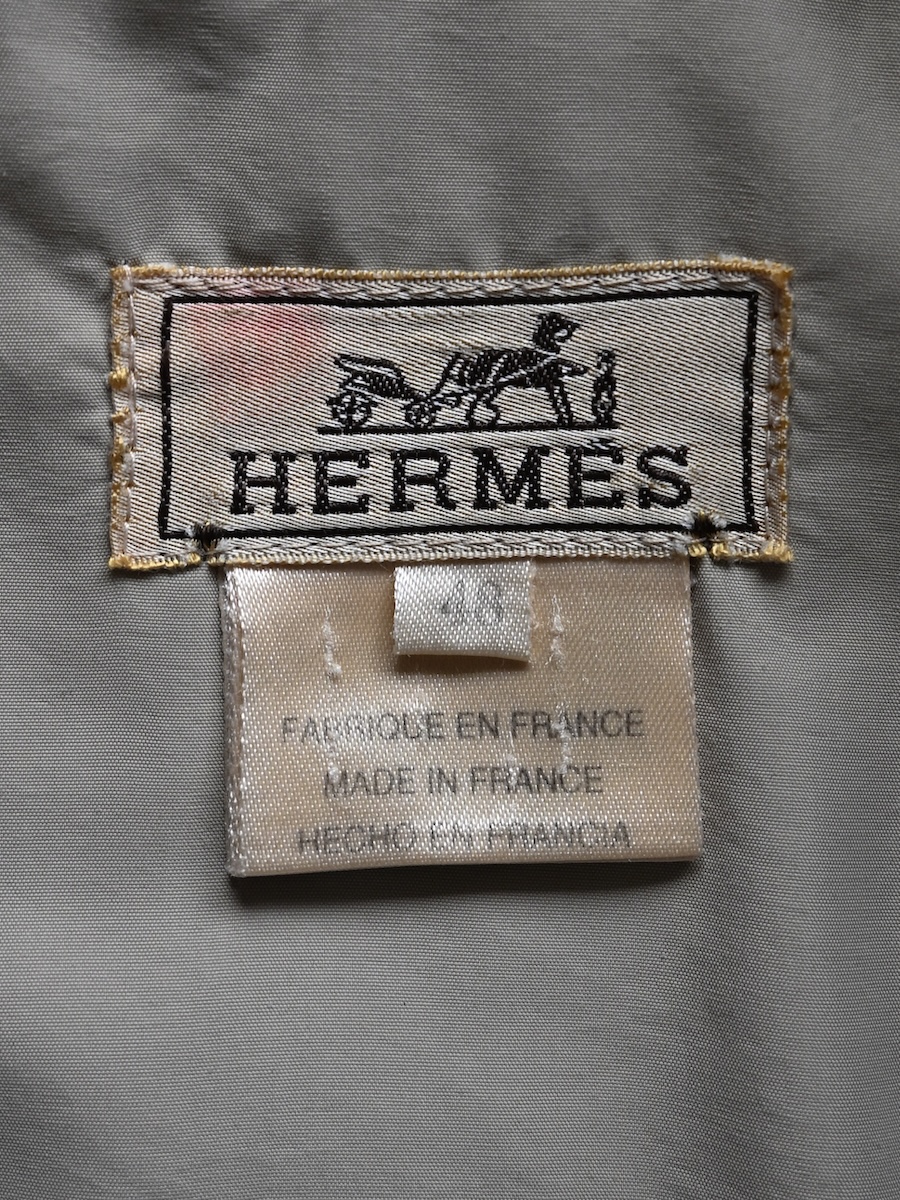 HERMÈS
48
FABRIQUE EN FRANCE
MADE IN FRANCE
HECHO EN FRANCIA